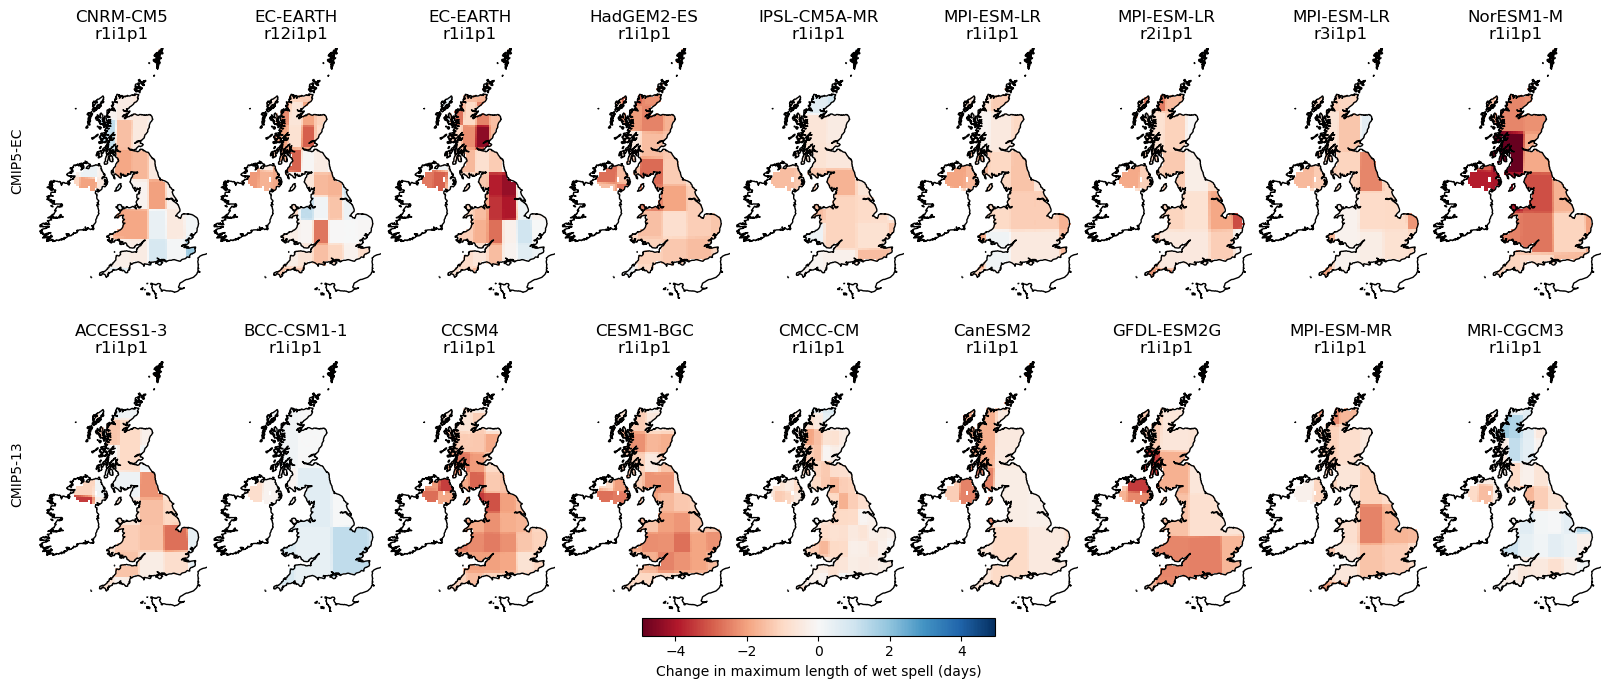 CNRM-CM5 EC-EARTH EC-EARTH HadGEM2-ES IPSL-CM5A-MR MPI-ESM-LR MPI-ESM-LR MPI-ESM-LR NorESM1-M
r1i1p1 r12i1p1 r1i1p1 r1i1p1 r1i1p1 r1i1p1 r2i1p1 r3i1p1 r1i1p1
CMIP5-EC
ACCESS1-3 BCC-CSM1-1 CCSM4 CESM1-BGC CMCC-CM CanESM2 GFDL-ESM2G MPI-ESM-MR MRI-CGCM3
r1i1p1 r1i1p1 r1i1p1 r1i1p1 r1i1p1 r1i1p1 r1i1p1 r1i1p1 r1i1p1
CMIP5-13
−4 −2 0 2 4
Change in maximum length of wet spell (days)